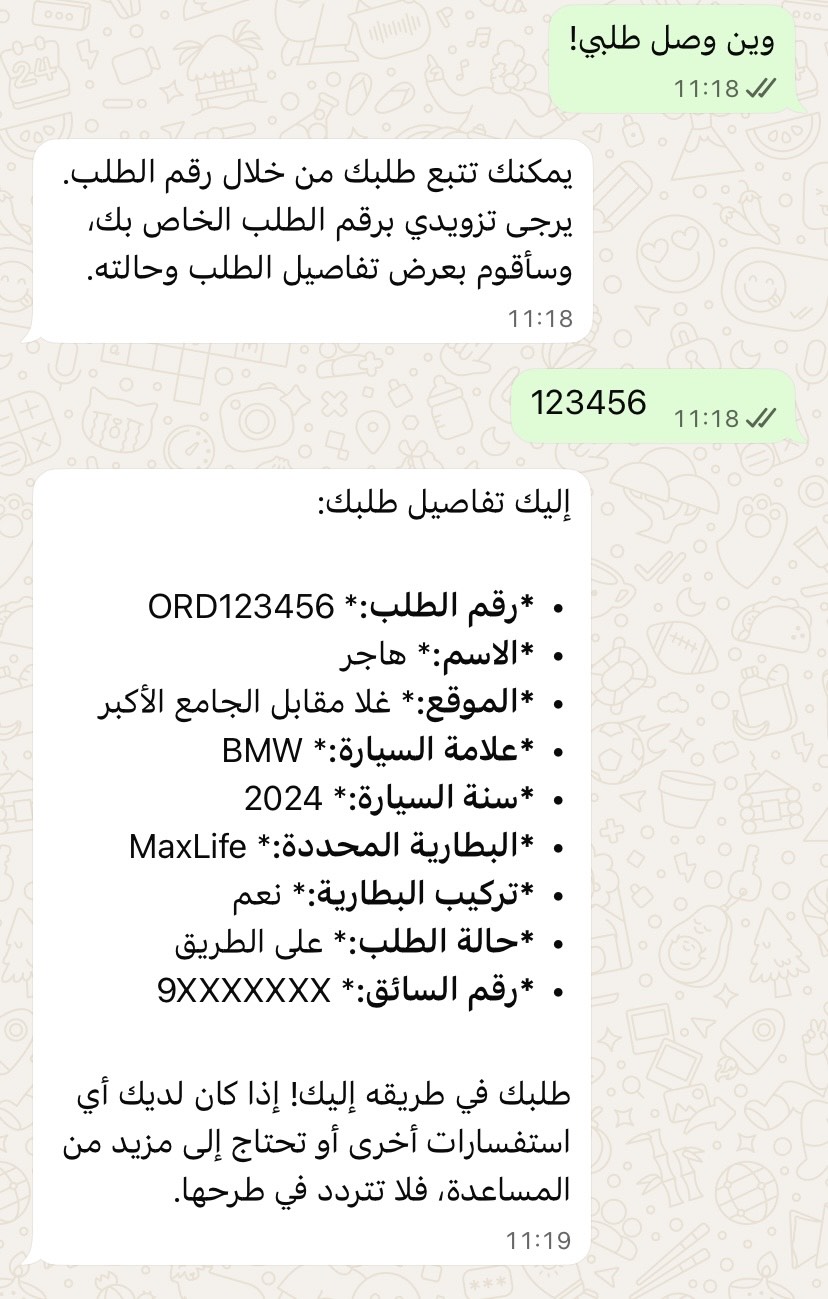 وين وصل طلبي!
11:18
يمكنك تتبع طلبك من خلال رقم الطلب.
يرجى تزويدي برقم الطلب الخاص بك،
وسأقوم بعرض تفاصيل الطلب وحالته.
11:18
123456 11:18
إليك تفاصيل طلبك:
• *رقم الطلب:* ORD123456
• *الاسم:* هاجر
• *الموقع:* غلا مقابل الجامع الأكبر
• *علامة السيارة:* BMW
• *سنة السيارة:* 2024
• *البطارية المحددة:* MaxLife
• *تركيب البطارية:* نعم
• *حالة الطلب:* على الطريق
• *رقم السائق:* 9XXXXXXX
طلبك في طريقه إليك! إذا كان لديك أي
استفسارات أخرى أو تحتاج إلى مزيد من
المساعدة، فلا تتردد في طرحها.
11:19